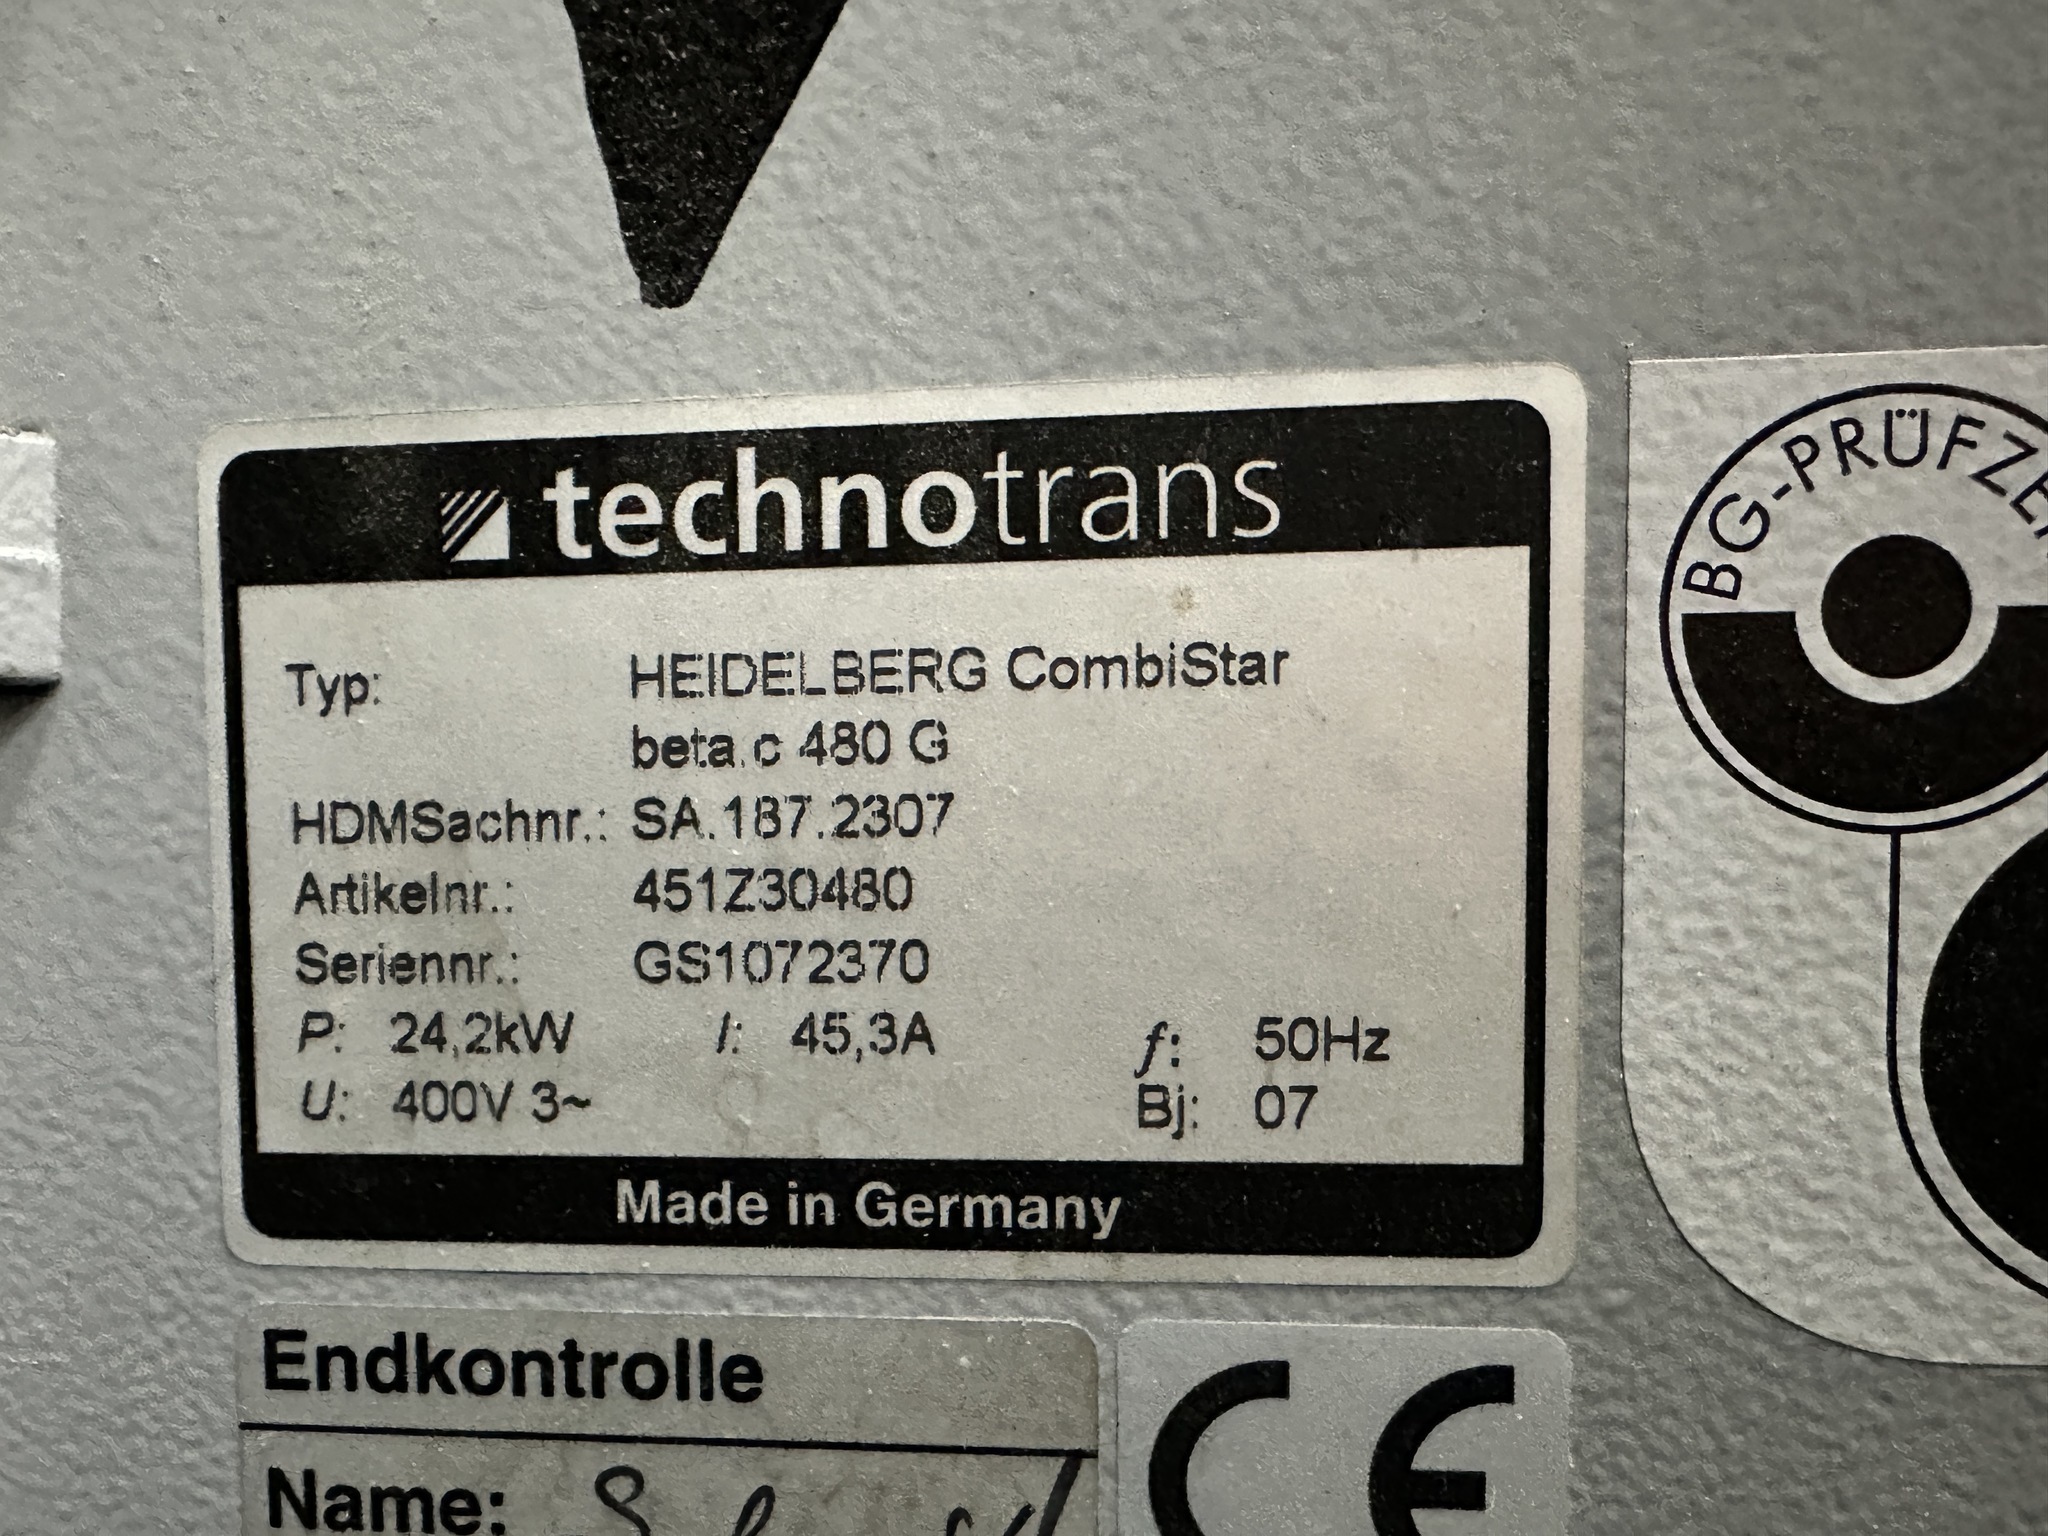 technotrans
Typ: HEIDELBERG CombiStar
beta.c 480 G
HDMSachnr.: SA.187.2307
Artikelnr.: 451Z30480
Seriennr.: GS1072370
P: 24,2kW I: 45,3A f: 50Hz
U: 400V 3~ Bj: 07
Made in Germany
BG-PRÜFZE
Endkontrolle
Name:
CE